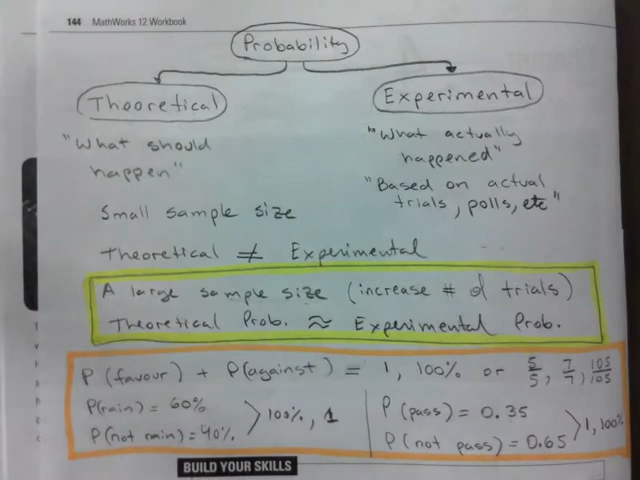 144 MathWorks 12 Workbook
Probability
Thooretical
Experimental
"What should
happen"
"What actually
happened"
"Based on actual
trials, polls, etc"
Small sample size
Theoretical ≠ Experimental
A large sample size (increase # of trials)
Theoretical Prob. ≈ Experimental Prob.
P(favour) + P(against) = 1, 100% or 5/5, 7/7, 105/105
P(rain) = 60%
P(not rain) = 40%
> 100%, 1
P(pass) = 0.35
P(not pass) = 0.65
> 1, 100%
BUILD YOUR SKILLS